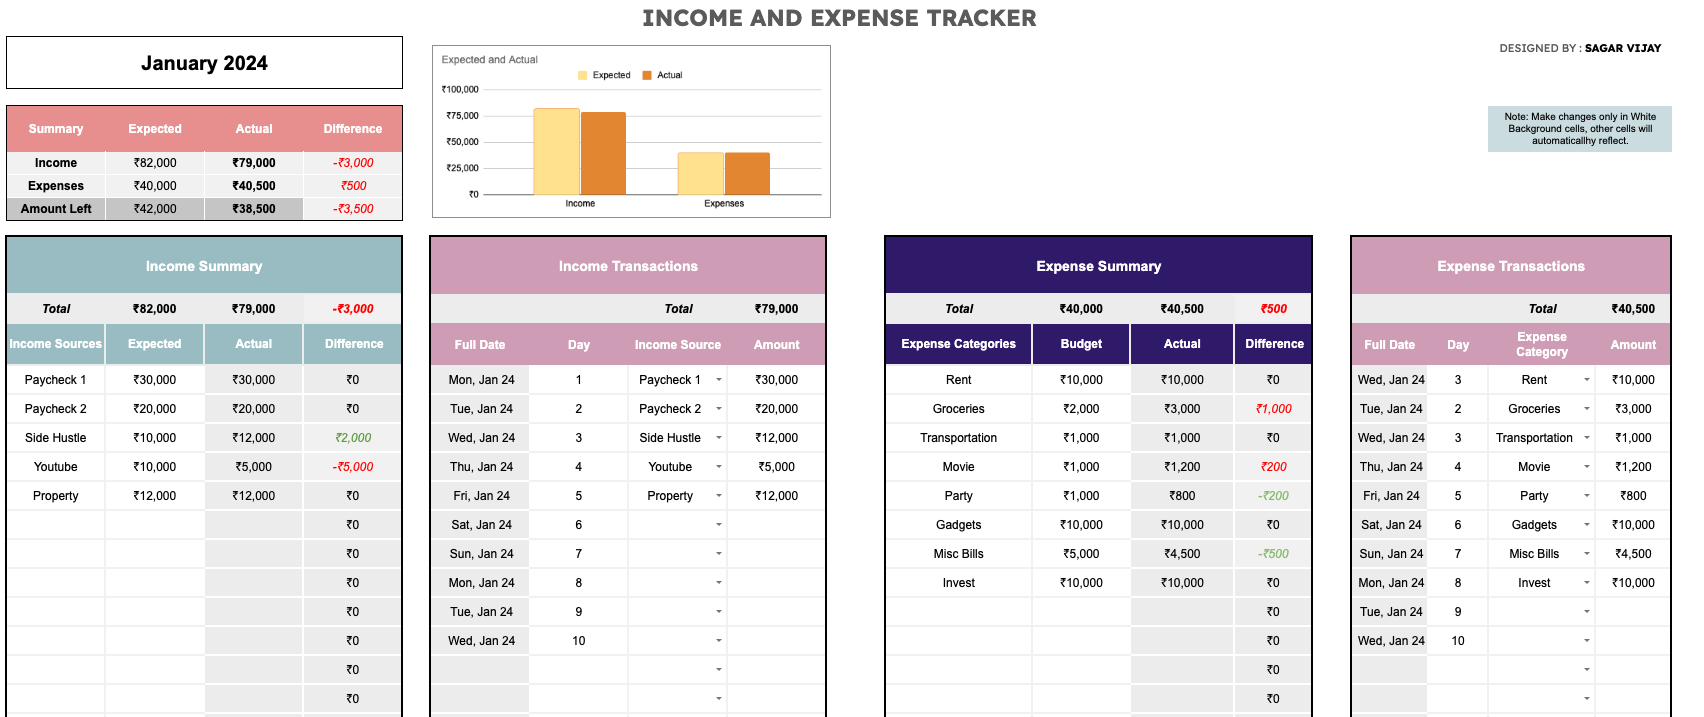 INCOME AND EXPENSE TRACKER
January 2024
DESIGNED BY : SAGAR VIJAY
Note: Make changes only in White
Background cells, other cells will
automaticallhy reflect.
Summary Expected Actual Difference
Income ₹82,000 ₹79,000 -₹3,000
Expenses ₹40,000 ₹40,500 ₹500
Amount Left ₹42,000 ₹38,500 -₹3,500
Expected and Actual
Expected Actual
₹100,000
₹75,000
₹50,000
₹25,000
₹0
Income Expenses
Income Summary
Total ₹82,000 ₹79,000 -₹3,000
Income Sources Expected Actual Difference
Paycheck 1 ₹30,000 ₹30,000 ₹0
Paycheck 2 ₹20,000 ₹20,000 ₹0
Side Hustle ₹10,000 ₹12,000 ₹2,000
Youtube ₹10,000 ₹5,000 -₹5,000
Property ₹12,000 ₹12,000 ₹0
₹0
₹0
₹0
₹0
₹0
₹0
₹0
Income Transactions
Total ₹79,000
Full Date Day Income Source Amount
Mon, Jan 24 1 Paycheck 1 ₹30,000
Tue, Jan 24 2 Paycheck 2 ₹20,000
Wed, Jan 24 3 Side Hustle ₹12,000
Thu, Jan 24 4 Youtube ₹5,000
Fri, Jan 24 5 Property ₹12,000
Sat, Jan 24 6
Sun, Jan 24 7
Mon, Jan 24 8
Tue, Jan 24 9
Wed, Jan 24 10
Expense Summary
Total ₹40,000 ₹40,500 ₹500
Expense Categories Budget Actual Difference
Rent ₹10,000 ₹10,000 ₹0
Groceries ₹2,000 ₹3,000 ₹1,000
Transportation ₹1,000 ₹1,000 ₹0
Movie ₹1,000 ₹1,200 ₹200
Party ₹1,000 ₹800 -₹200
Gadgets ₹10,000 ₹10,000 ₹0
Misc Bills ₹5,000 ₹4,500 -₹500
Invest ₹10,000 ₹10,000 ₹0
₹0
₹0
₹0
₹0
Expense Transactions
Total ₹40,500
Full Date Day Expense Category Amount
Wed, Jan 24 3 Rent ₹10,000
Tue, Jan 24 2 Groceries ₹3,000
Wed, Jan 24 3 Transportation ₹1,000
Thu, Jan 24 4 Movie ₹1,200
Fri, Jan 24 5 Party ₹800
Sat, Jan 24 6 Gadgets ₹10,000
Sun, Jan 24 7 Misc Bills ₹4,500
Mon, Jan 24 8 Invest ₹10,000
Tue, Jan 24 9
Wed, Jan 24 10